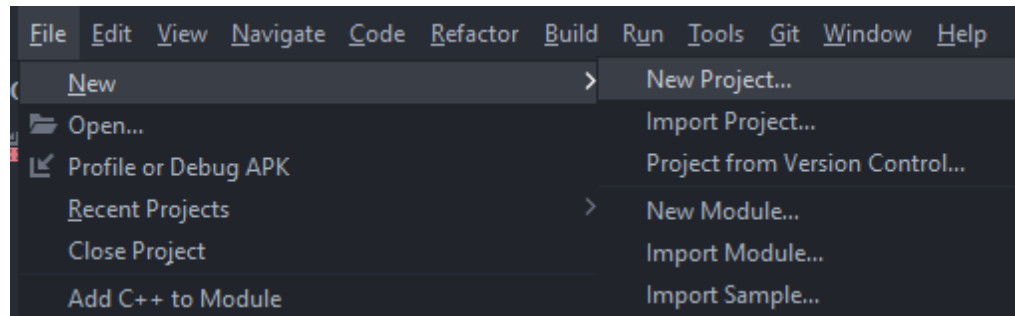 File Edit View Navigate Code Refactor Build Run Tools Git Window Help
New
Open...
Profile or Debug APK
Recent Projects
Close Project
Add C++ to Module
New Project...
Import Project...
Project from Version Control...
New Module...
Import Module...
Import Sample...